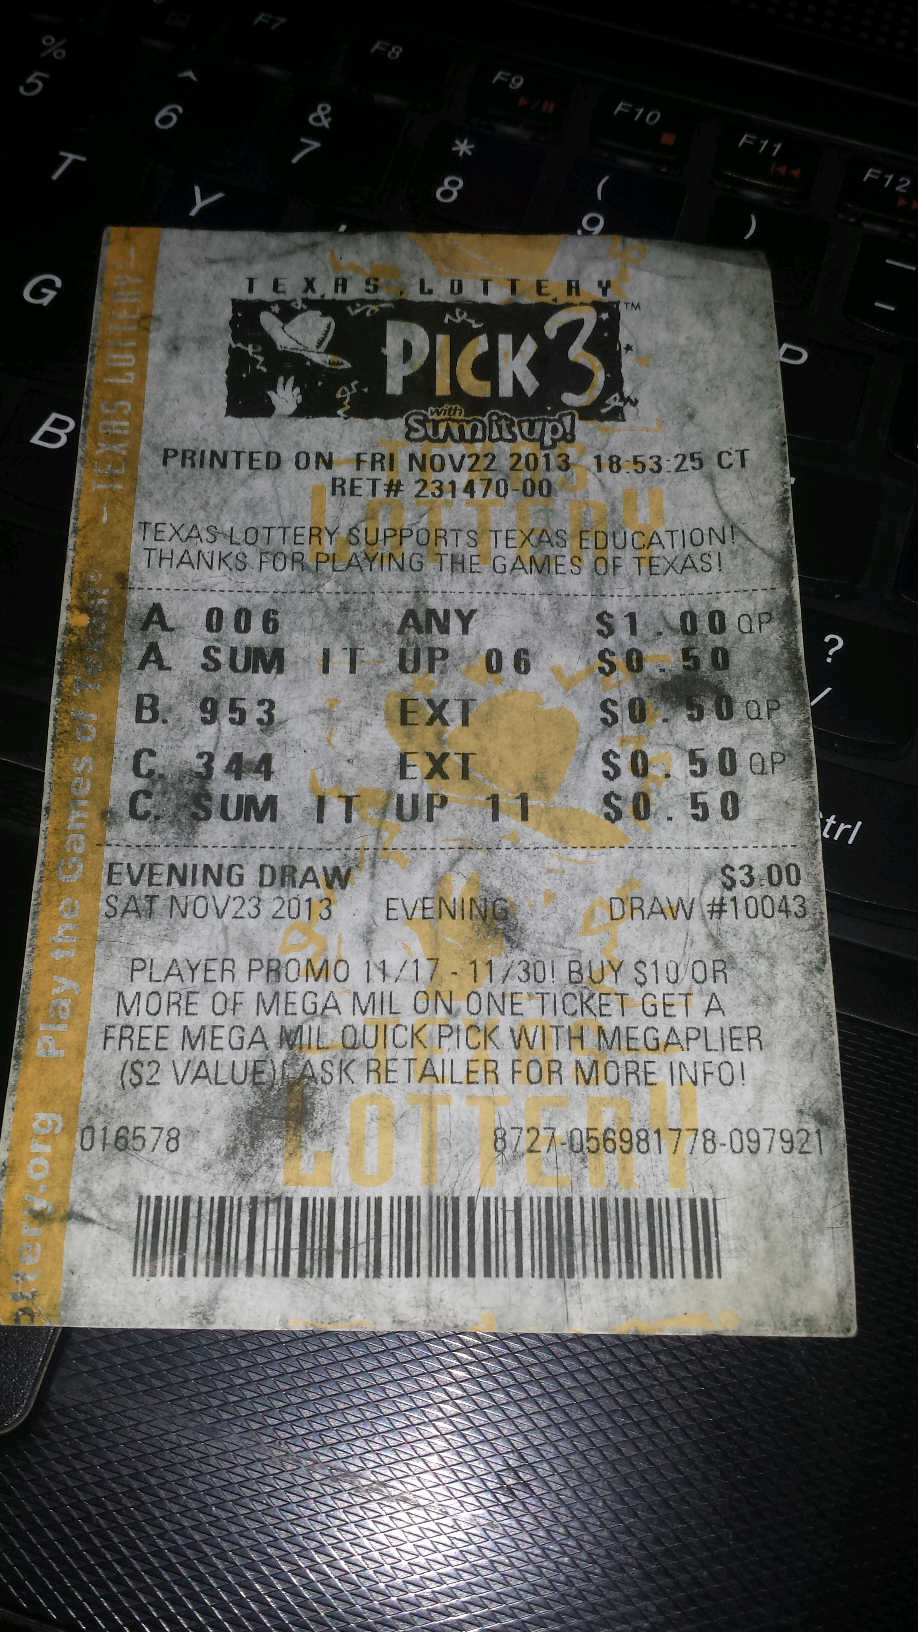 F7
F8
F9
F10
F11
F12
%
5
^
6
&
7
*
8
(
9
)
T
Y
G
B
P
?
/
trl
TEXAS LOTTERY
PICK 3™
with
Sum it up!
PRINTED ON FRI NOV22 2013 18:53:25 CT
RET# 231470-00
TEXAS LOTTERY SUPPORTS TEXAS EDUCATION!
THANKS FOR PLAYING THE GAMES OF TEXAS!
A. 006 ANY $1.00 QP
A. SUM IT UP 06 $0.50
B. 953 EXT $0.50 QP
C. 344 EXT $0.50 QP
C. SUM IT UP 11 $0.50
EVENING DRAW $3.00
SAT NOV23 2013 EVENING DRAW #10043
PLAYER PROMO 11/17 - 11/30! BUY $10 OR
MORE OF MEGA MIL ON ONE TICKET GET A
FREE MEGA MIL QUICK PICK WITH MEGAPLIER
($2 VALUE)! ASK RETAILER FOR MORE INFO!
016578 8727-056981778-097921
TEXAS LOTTERY
Play the Games of Texas!
ottery.org
TEXAS
LOTTERY
TEXAS
LOTTERY